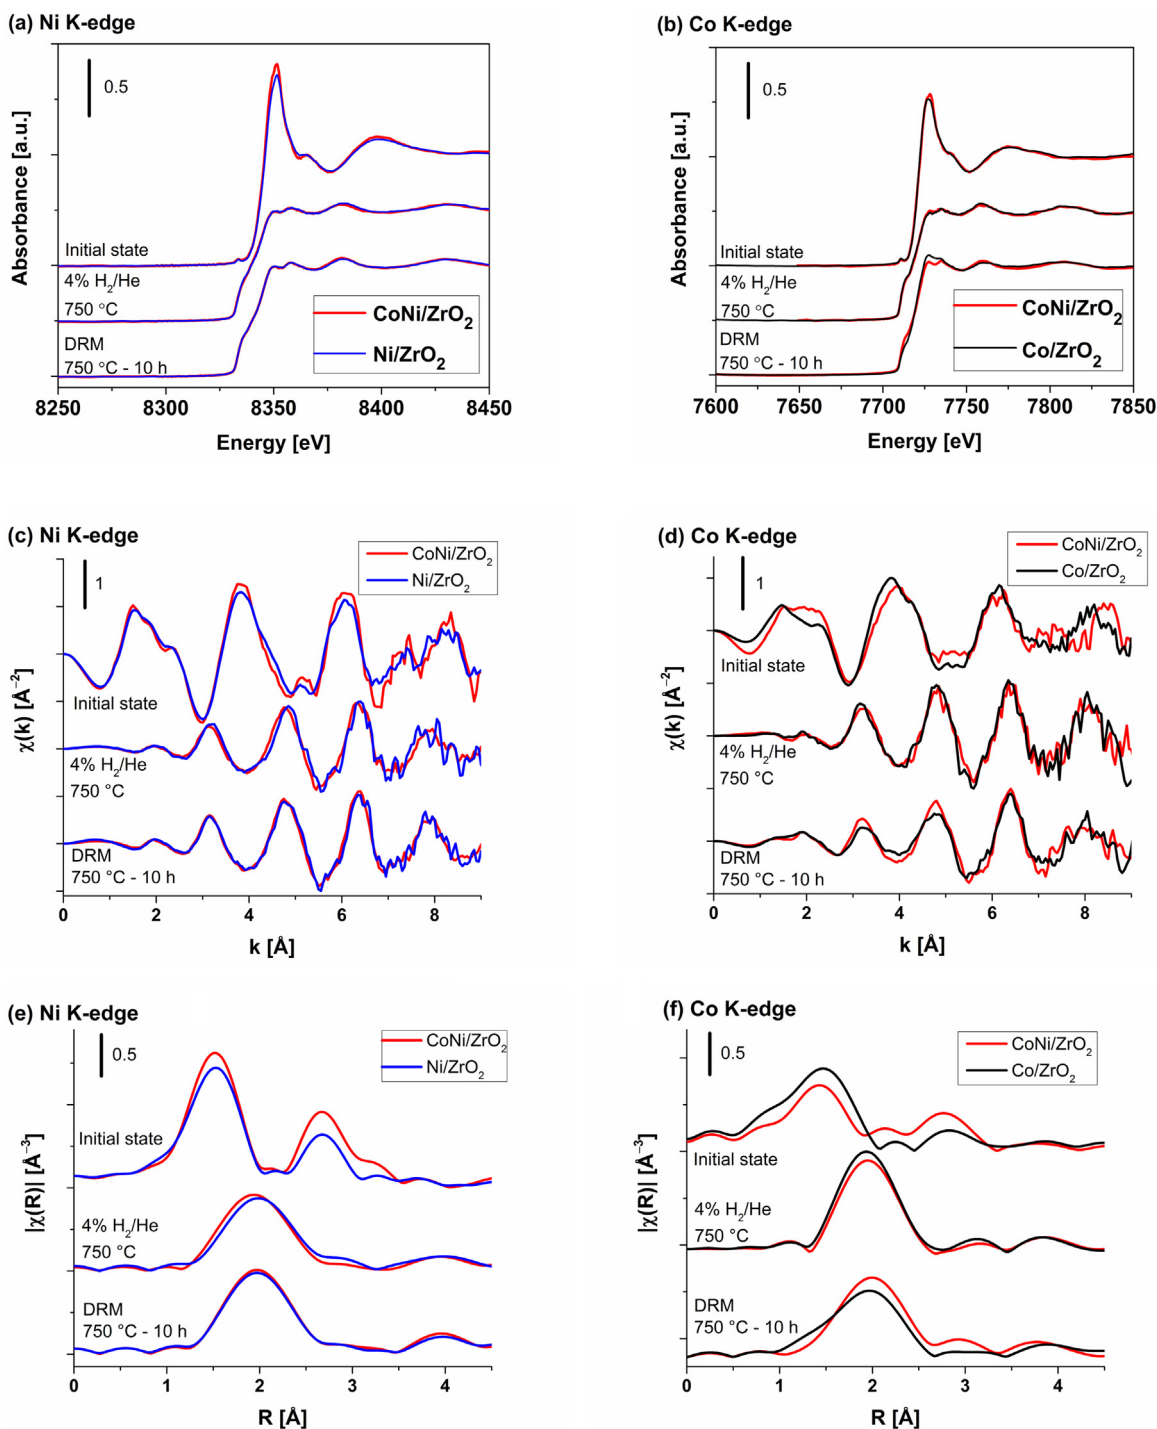 (a) Ni K-edge
0.5
Absorbance [a.u.]
Initial state
4% H₂/He
750 °C
DRM
750 °C - 10 h
CoNi/ZrO₂
Ni/ZrO₂
8250 8300 8350 8400 8450
Energy [eV]
(b) Co K-edge
0.5
Absorbance [a.u.]
Initial state
4% H₂/He
750 °C
DRM
750 °C - 10 h
CoNi/ZrO₂
Co/ZrO₂
7600 7650 7700 7750 7800 7850
Energy [eV]
(c) Ni K-edge
CoNi/ZrO₂
Ni/ZrO₂
1
χ(k) [Å⁻²]
Initial state
4% H₂/He
750 °C
DRM
750 °C - 10 h
0 2 4 6 8
k [Å]
(d) Co K-edge
CoNi/ZrO₂
Co/ZrO₂
1
χ(k) [Å⁻²]
Initial state
4% H₂/He
750 °C
DRM
750 °C - 10 h
0 2 4 6 8
k [Å]
(e) Ni K-edge
CoNi/ZrO₂
Ni/ZrO₂
0.5
|χ(R)| [Å⁻³]
Initial state
4% H₂/He
750 °C
DRM
750 °C - 10 h
0 1 2 3 4
R [Å]
(f) Co K-edge
CoNi/ZrO₂
Co/ZrO₂
0.5
|χ(R)| [Å⁻³]
Initial state
4% H₂/He
750 °C
DRM
750 °C - 10 h
0 1 2 3 4
R [Å]